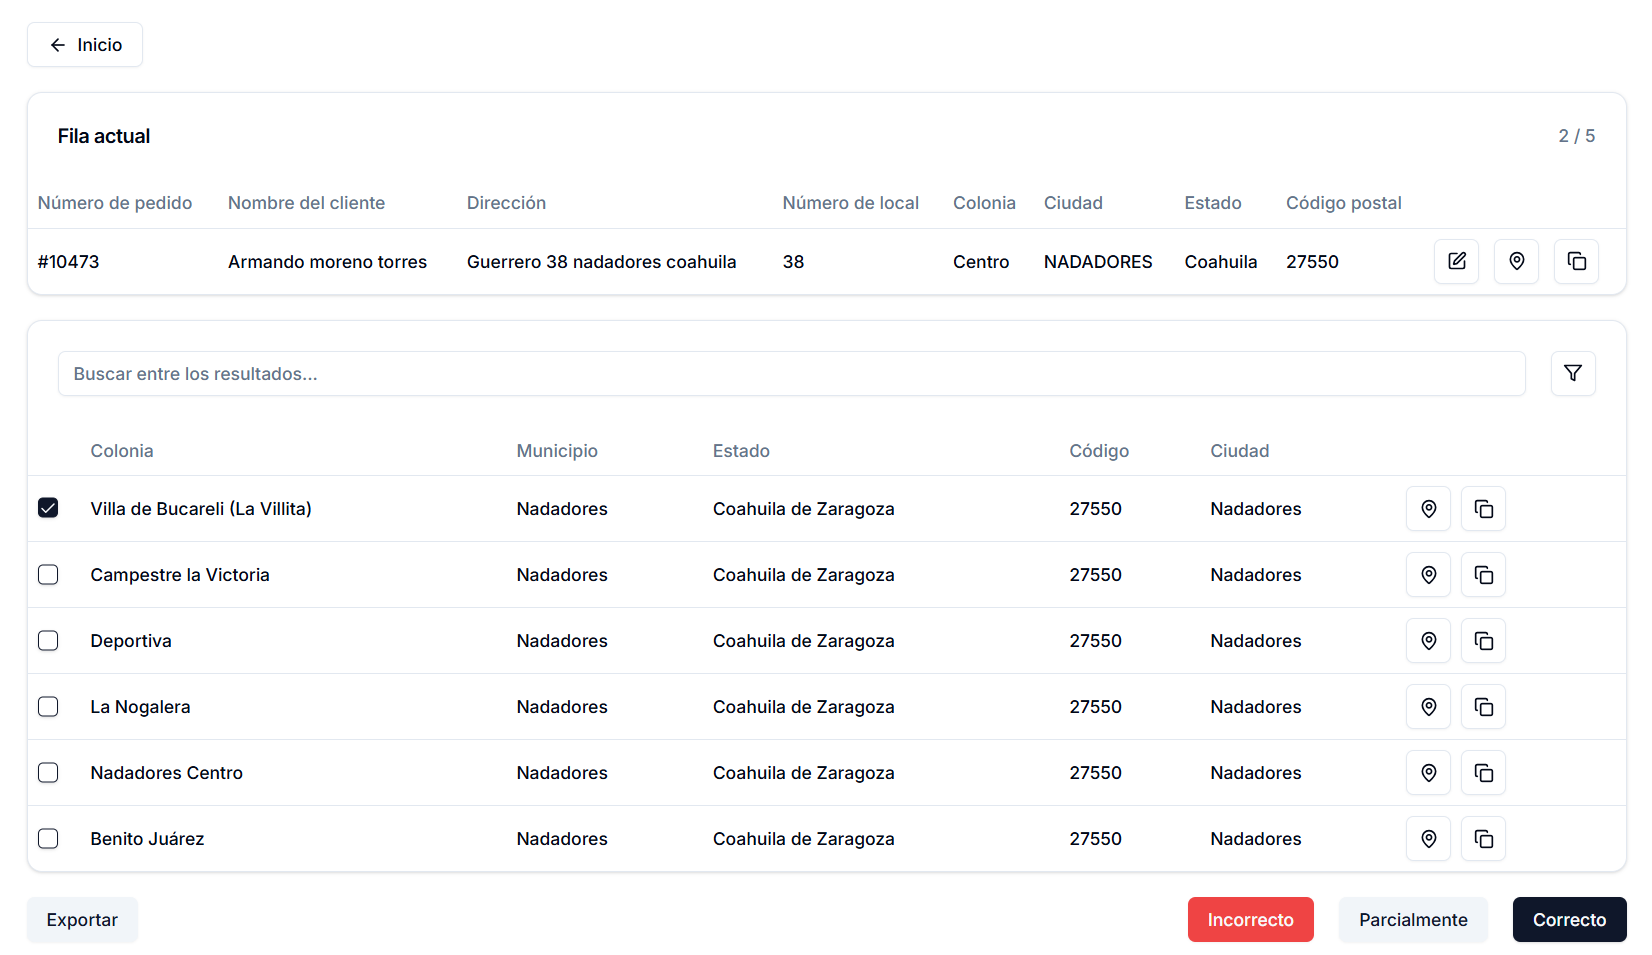 Inicio
Fila actual 2 / 5
Número de pedido Nombre del cliente Dirección Número de local Colonia Ciudad Estado Código postal
#10473 Armando moreno torres Guerrero 38 nadadores coahuila 38 Centro NADADORES Coahuila 27550
Buscar entre los resultados...
Colonia Municipio Estado Código Ciudad
Villa de Bucareli (La Villita) Nadadores Coahuila de Zaragoza 27550 Nadadores
Campestre la Victoria Nadadores Coahuila de Zaragoza 27550 Nadadores
Deportiva Nadadores Coahuila de Zaragoza 27550 Nadadores
La Nogalera Nadadores Coahuila de Zaragoza 27550 Nadadores
Nadadores Centro Nadadores Coahuila de Zaragoza 27550 Nadadores
Benito Juárez Nadadores Coahuila de Zaragoza 27550 Nadadores
Exportar Incorrecto Parcialmente Correcto